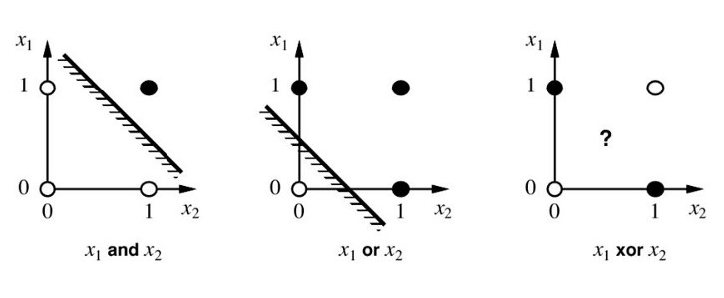 x₁ x₁ x₁
1 1 1
?
0 0 0
0 1 x₂ 0 1 x₂ 0 1 x₂
x₁ and x₂ x₁ or x₂ x₁ xor x₂